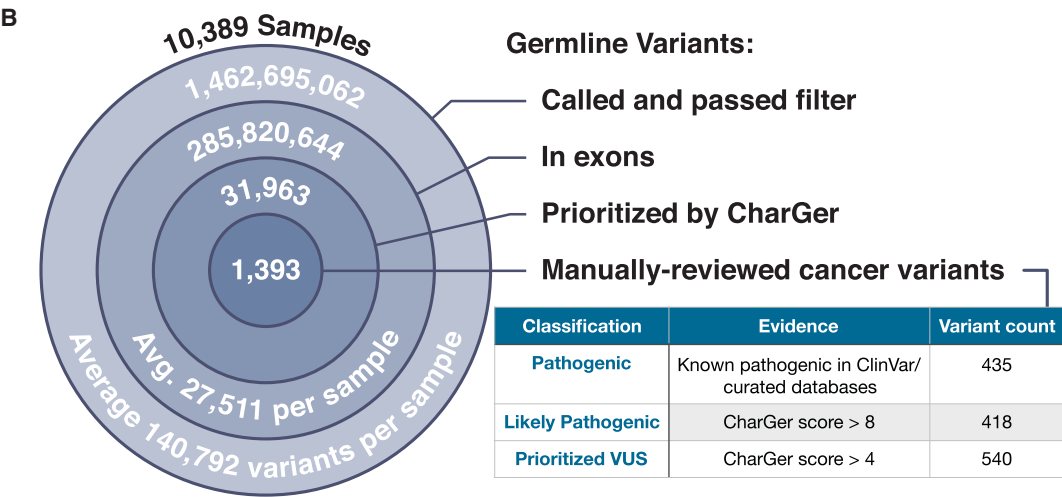 B
10,389 Samples
1,462,695,062
285,820,644
31,963
1,393
Avg. 27,511 per sample
Average 140,792 variants per sample
Germline Variants:
Called and passed filter
In exons
Prioritized by CharGer
Manually-reviewed cancer variants
Classification Evidence Variant count
Pathogenic Known pathogenic in ClinVar/ 435
curated databases
Likely Pathogenic CharGer score > 8 418
Prioritized VUS CharGer score > 4 540